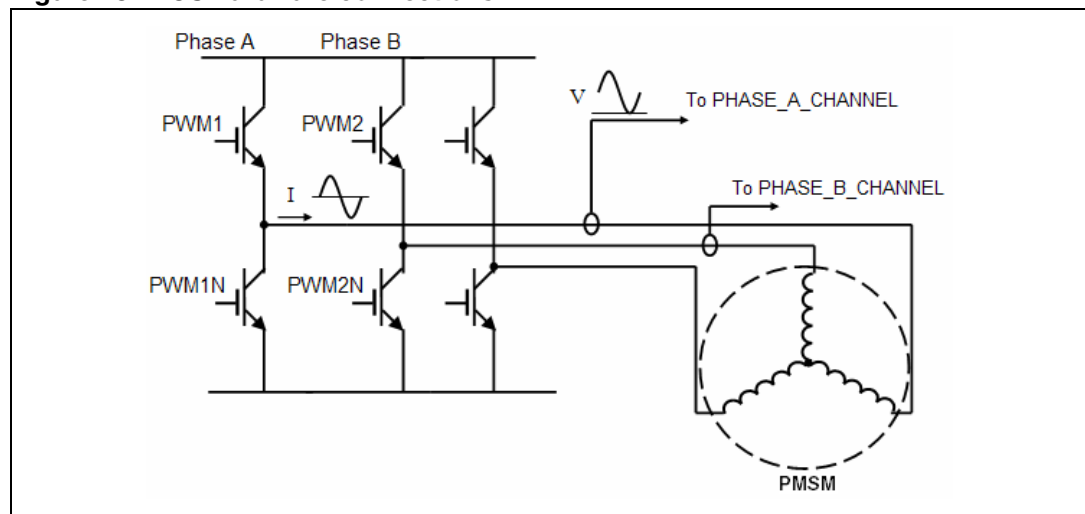 Phase A
Phase B
PWM1
PWM2
V
To PHASE_A_CHANNEL
To PHASE_B_CHANNEL
I
PWM1N
PWM2N
PMSM